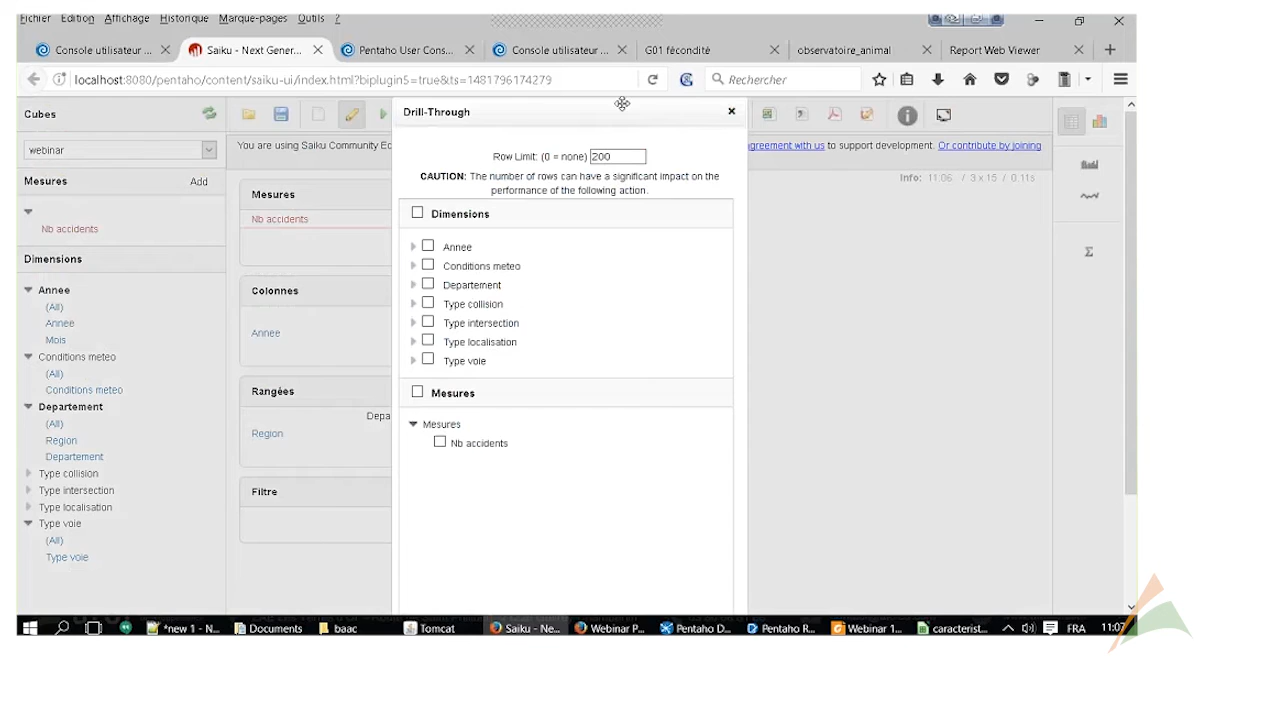 Fichier Edition Affichage Historique Marque-pages Outils ?
Console utilisateur ... Saiku - Next Gener... Pentaho User Cons... Console utilisateur ... G01 fécondité observatoire_animal Report Web Viewer
localhost:8080/pentaho/content/saiku-ui/index.html?biplugin5=true&ts=1481796174279 Rechercher
Cubes
webinar
Mesures Add
Nb accidents
Dimensions
Annee
(All)
Annee
Mois
Conditions meteo
(All)
Conditions meteo
Departement
(All)
Region
Departement
Type collision
Type intersection
Type localisation
Type voie
(All)
Type voie
You are using Saiku Community Ec
agreement with us to support development. Or contribute by joining
Info: 11:06 / 3 x 15 / 0.11s
Mesures
Nb accidents
Colonnes
Annee
Rangées
Depa
Region
Filtre
Drill-Through
Row Limit: (0 = none) 200
CAUTION: The number of rows can have a significant impact on the
performance of the following action.
Dimensions
Annee
Conditions meteo
Departement
Type collision
Type intersection
Type localisation
Type voie
Mesures
Mesures
Nb accidents
*new 1 - N... Documents baac Tomcat Saiku - Ne... Webinar P... Pentaho D... Pentaho R... Webinar 1... caracterist... FRA 11:07